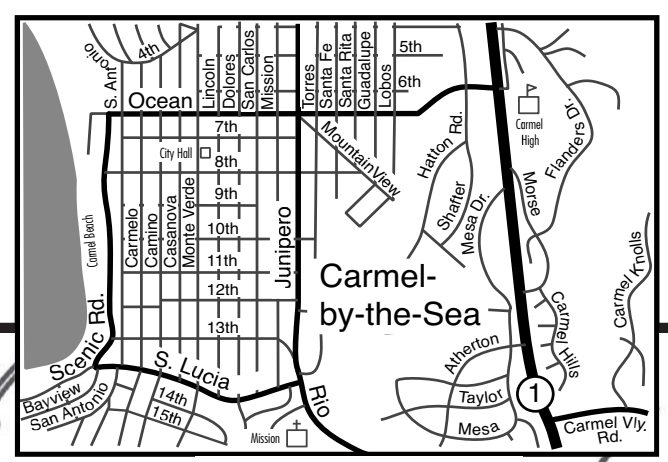 S. Antonio
4th
Ocean
Lincoln
Dolores
San Carlos
Mission
Torres
Santa Fe
Santa Rita
Guadalupe
Lobos
5th
6th
7th
City Hall
8th
9th
10th
11th
12th
13th
Carmel Beach
Carmelo
Camino
Casanova
Monte Verde
Junipero
Mountain View
Hatton Rd.
Shafter
Mesa Dr.
Morse
Flanders Dr.
Carmel
High
Carmel-
by-the-Sea
Carmel Knolls
Carmel Hills
Scenic Rd.
S. Lucia
Bayview
San Antonio
14th
15th
Rio
Mission
Atherton
Taylor
Mesa
1
Carmel Vly.
Rd.